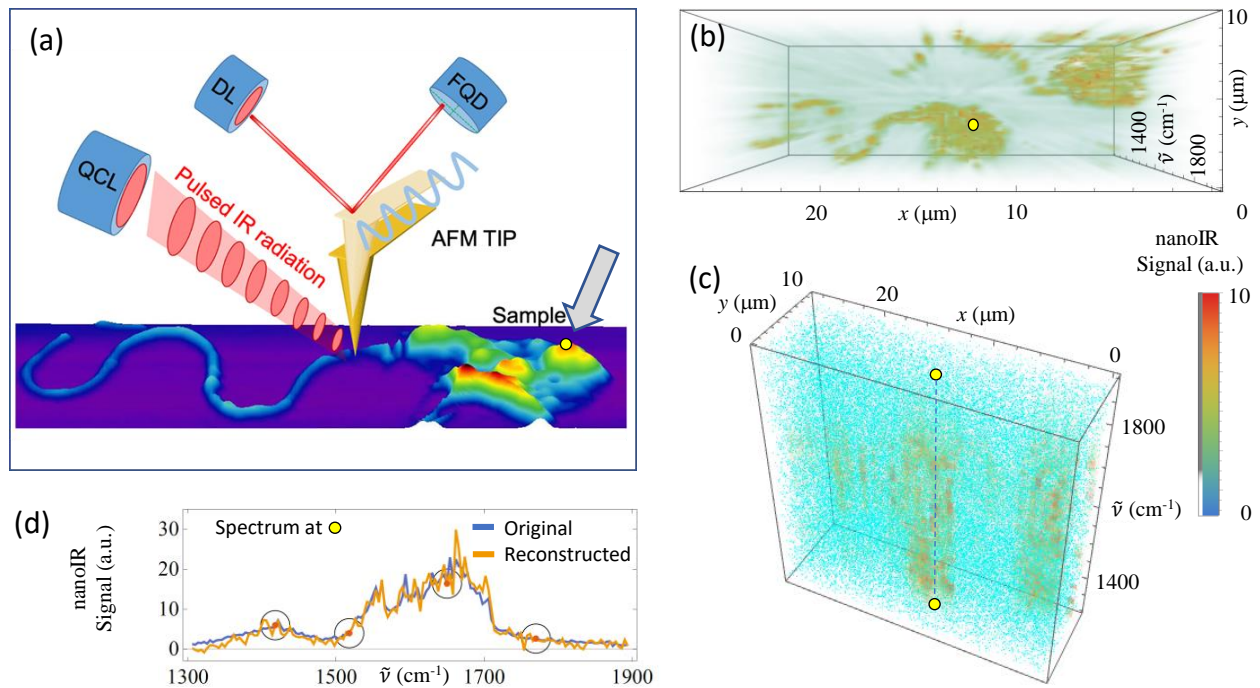 (a)
DL
FQD
QCL
Pulsed IR radiation
AFM TIP
Sample
(b)
10
y (μm)
1400
ṽ (cm⁻¹)
1800
20
x (μm)
10
0
nanoIR
Signal (a.u.)
10
0
(c)
10
y (μm)
0
20
x (μm)
0
1800
ṽ (cm⁻¹)
1400
(d)
nanoIR
Signal (a.u.)
30
20
10
0
Spectrum at
Original
Reconstructed
1300
1500
ṽ (cm⁻¹)
1700
1900